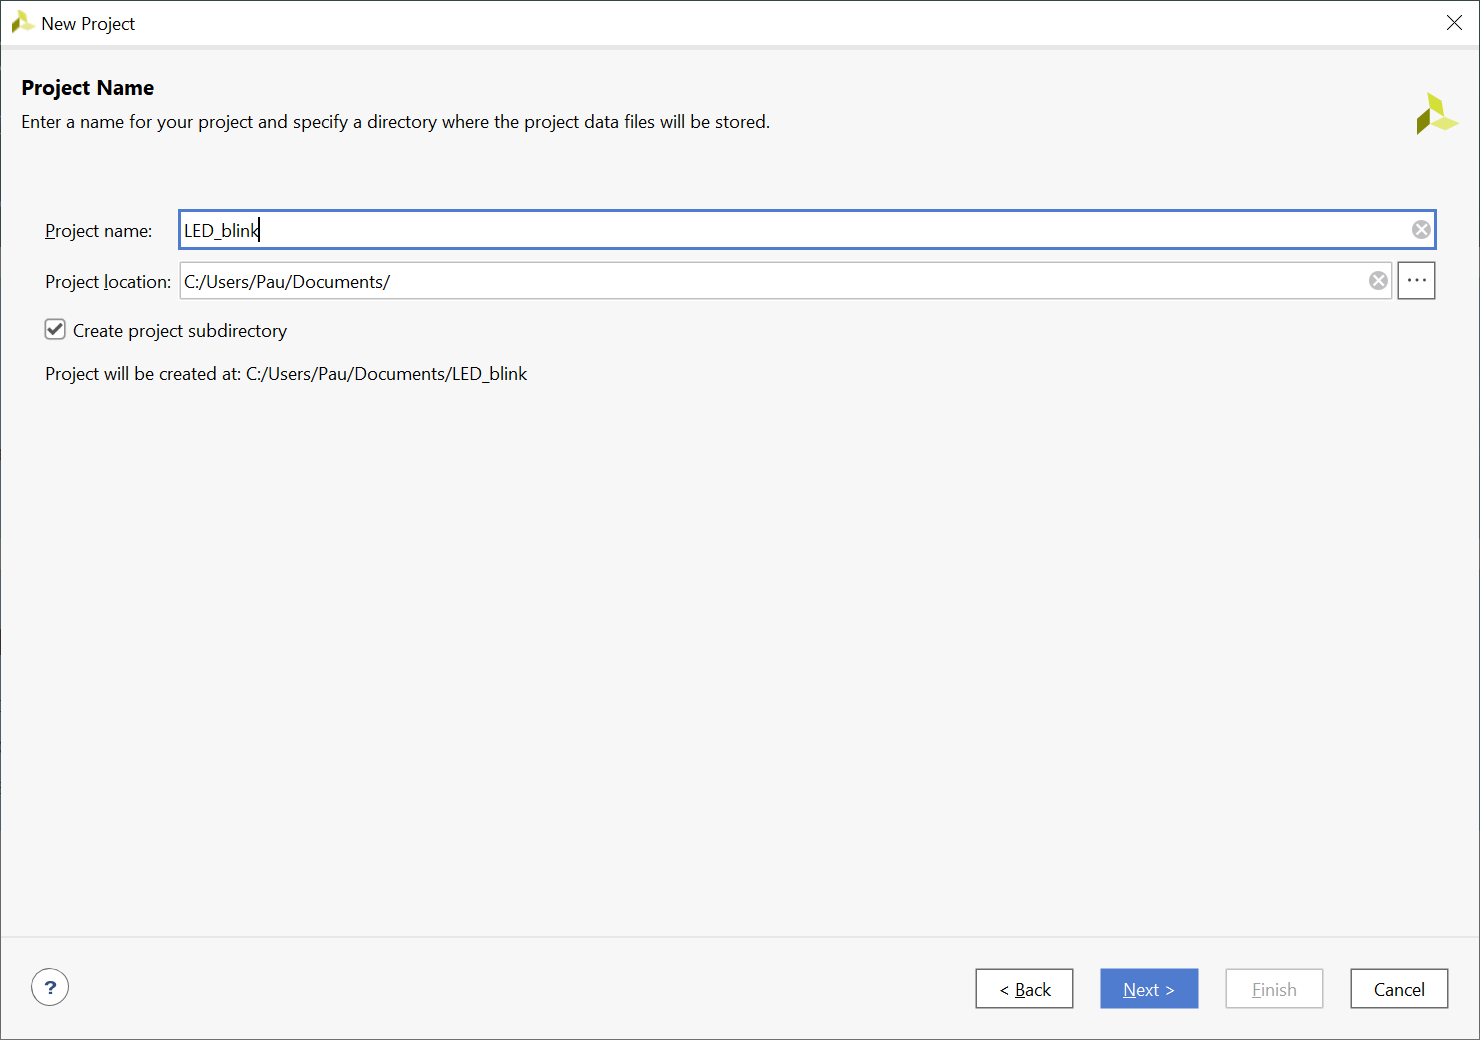 New Project
Project Name
Enter a name for your project and specify a directory where the project data files will be stored.
Project name: LED_blink
Project location: C:/Users/Pau/Documents/ ...
Create project subdirectory
Project will be created at: C:/Users/Pau/Documents/LED_blink
? < Back Next > Finish Cancel